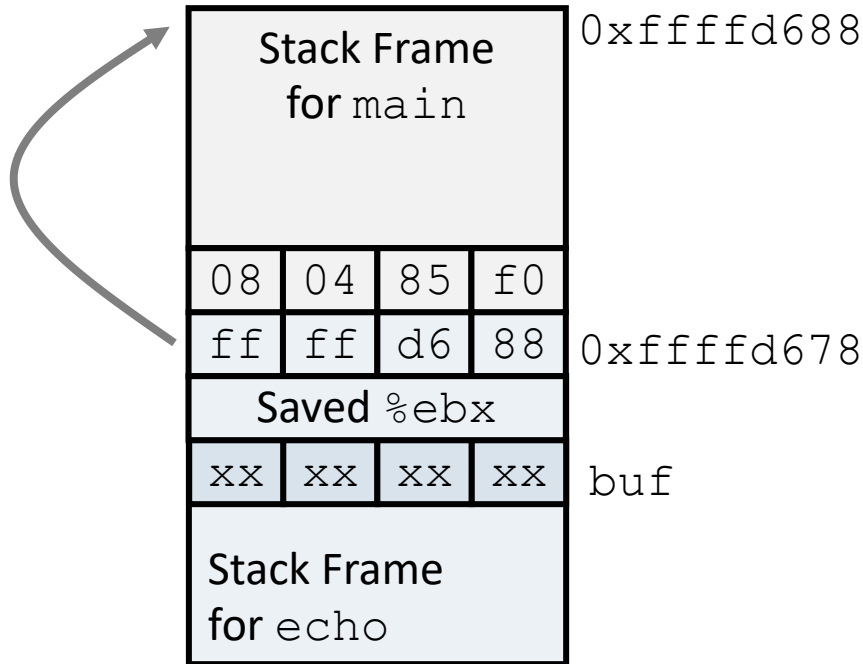 Stack Frame
for main
0xffffd688
08 04 85 f0
ff ff d6 88
0xffffd678
Saved %ebx
xx xx xx xx
buf
Stack Frame
for echo